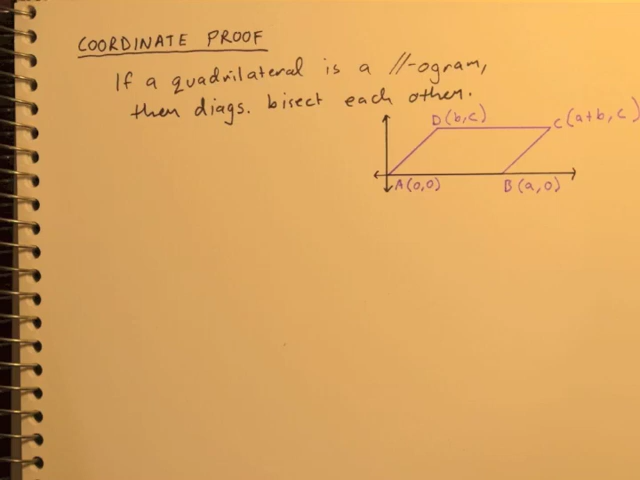 COORDINATE PROOF
If a quadrilateral is a //-ogram,
then diags. bisect each other.
D(b,c)
C(a+b,c)
A(0,0)
B(a,0)